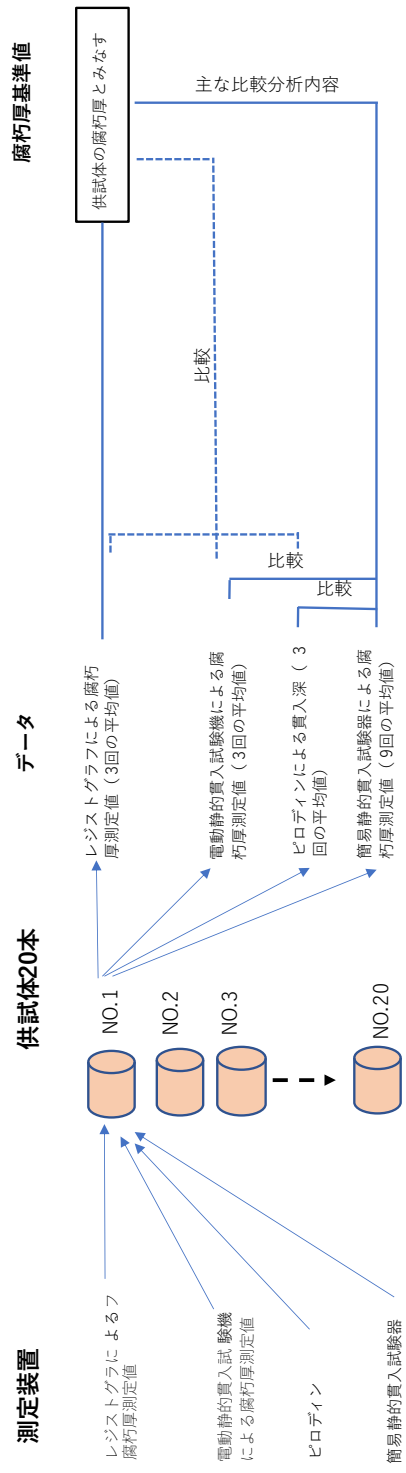 測定装置
レジストグラに よるフ
腐朽厚測定値
電動静的貫入試 験機
による腐朽厚測定値
ピロディン
簡易静的貫入試験器
供試体20本
NO.1
NO.2
NO.3
NO.20
データ
レジストグラフによる腐朽
厚測定値（3回の平均値）
電動静的貫入試験機による腐
朽厚測定値（ 3回の平均値）
ピロディンによる貫入深（ 3
回の平均値）
簡易静的貫入試験器による腐
朽厚測定値（ 9回の平均値）
比較
比較
比較
主な比較分析内容
腐朽厚基準値
供試体の腐朽厚とみなす